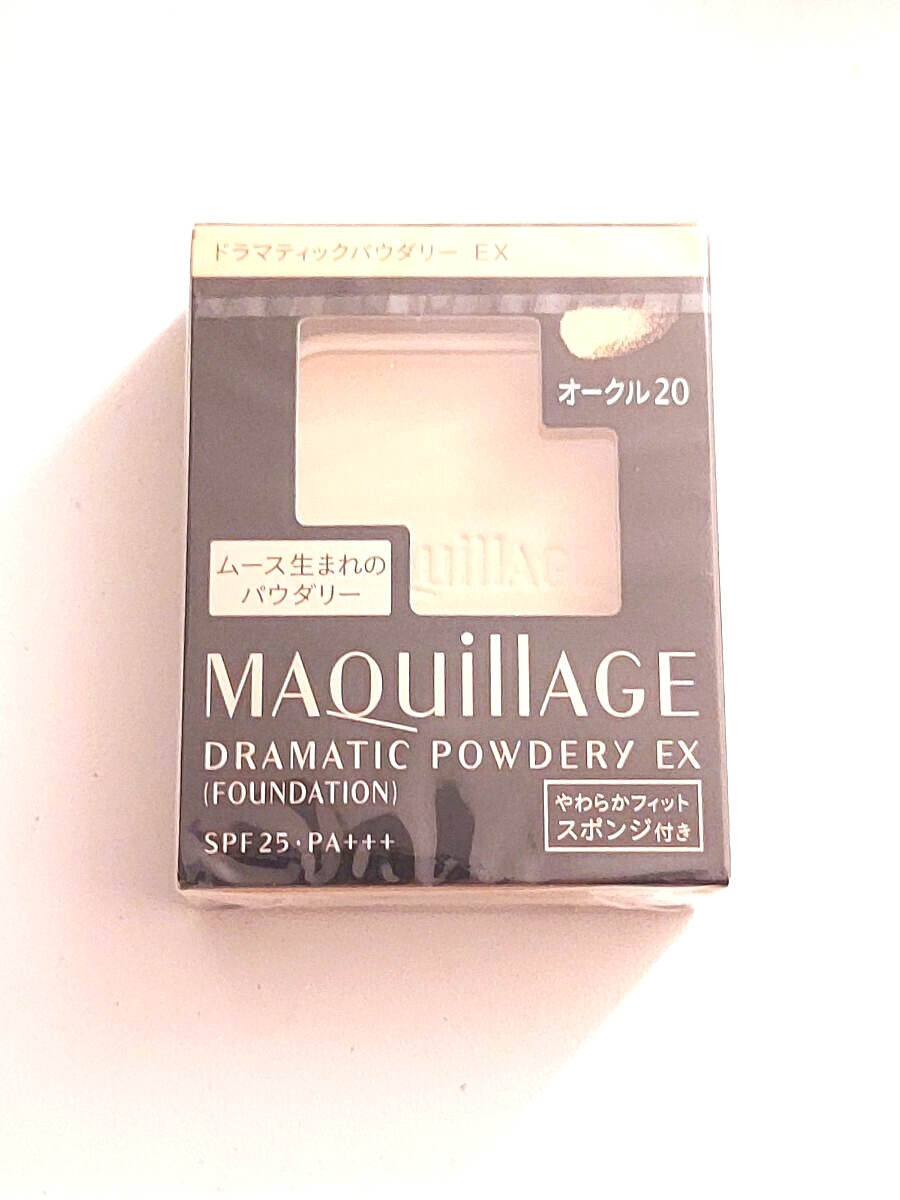 ドラマティックパウダリー EX
オークル20
quillAGE
ムース生まれの
パウダリー
MAQuillAGE
DRAMATIC POWDERY EX
(FOUNDATION)
SPF25・PA+++
やわらかフィット
スポンジ付き